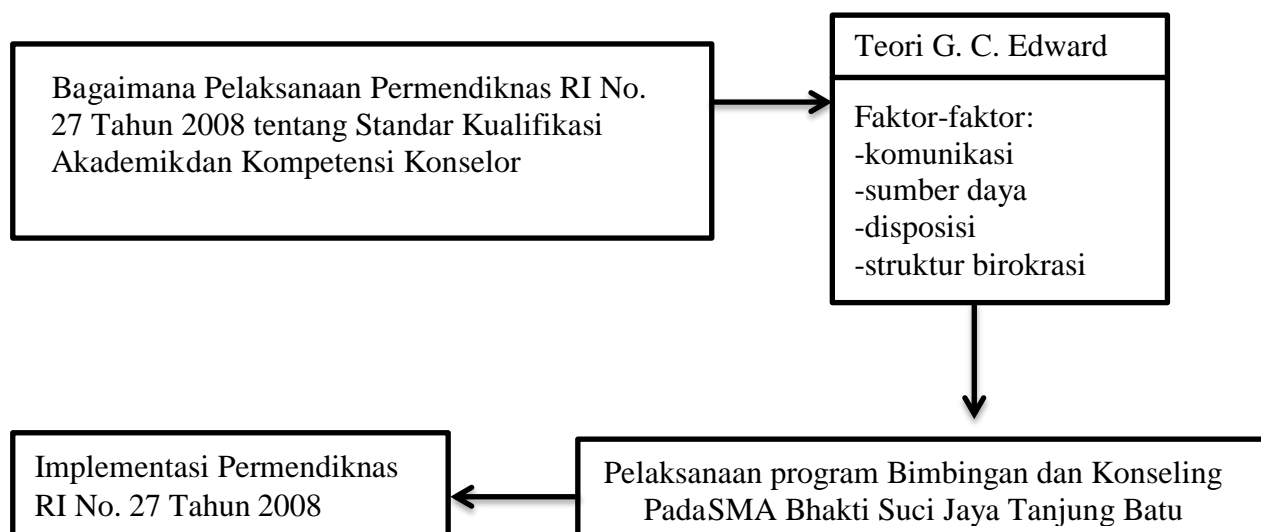 Bagaimana Pelaksanaan Permendiknas RI No.
27 Tahun 2008 tentang Standar Kualifikasi
Akademikdan Kompetensi Konselor
Teori G. C. Edward
Faktor-faktor:
-komunikasi
-sumber daya
-disposisi
-struktur birokrasi
Implementasi Permendiknas
RI No. 27 Tahun 2008
Pelaksanaan program Bimbingan dan Konseling
PadaSMA Bhakti Suci Jaya Tanjung Batu